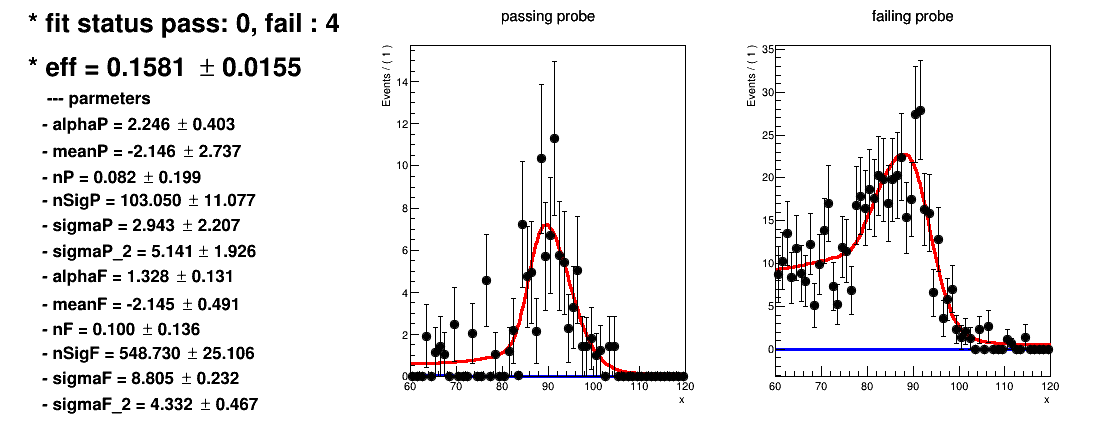 * fit status pass: 0, fail : 4
* eff = 0.1581 ± 0.0155
--- parmeters
- alphaP = 2.246 ± 0.403
- meanP = -2.146 ± 2.737
- nP = 0.082 ± 0.199
- nSigP = 103.050 ± 11.077
- sigmaP = 2.943 ± 2.207
- sigmaP_2 = 5.141 ± 1.926
- alphaF = 1.328 ± 0.131
- meanF = -2.145 ± 0.491
- nF = 0.100 ± 0.136
- nSigF = 548.730 ± 25.106
- sigmaF = 8.805 ± 0.232
- sigmaF_2 = 4.332 ± 0.467
passing probe
Events / ( 1 )
14
12
10
8
6
4
2
0
60 70 80 90 100 110 120
x
failing probe
Events / ( 1 )
35
30
25
20
15
10
5
0
60 70 80 90 100 110 120
x